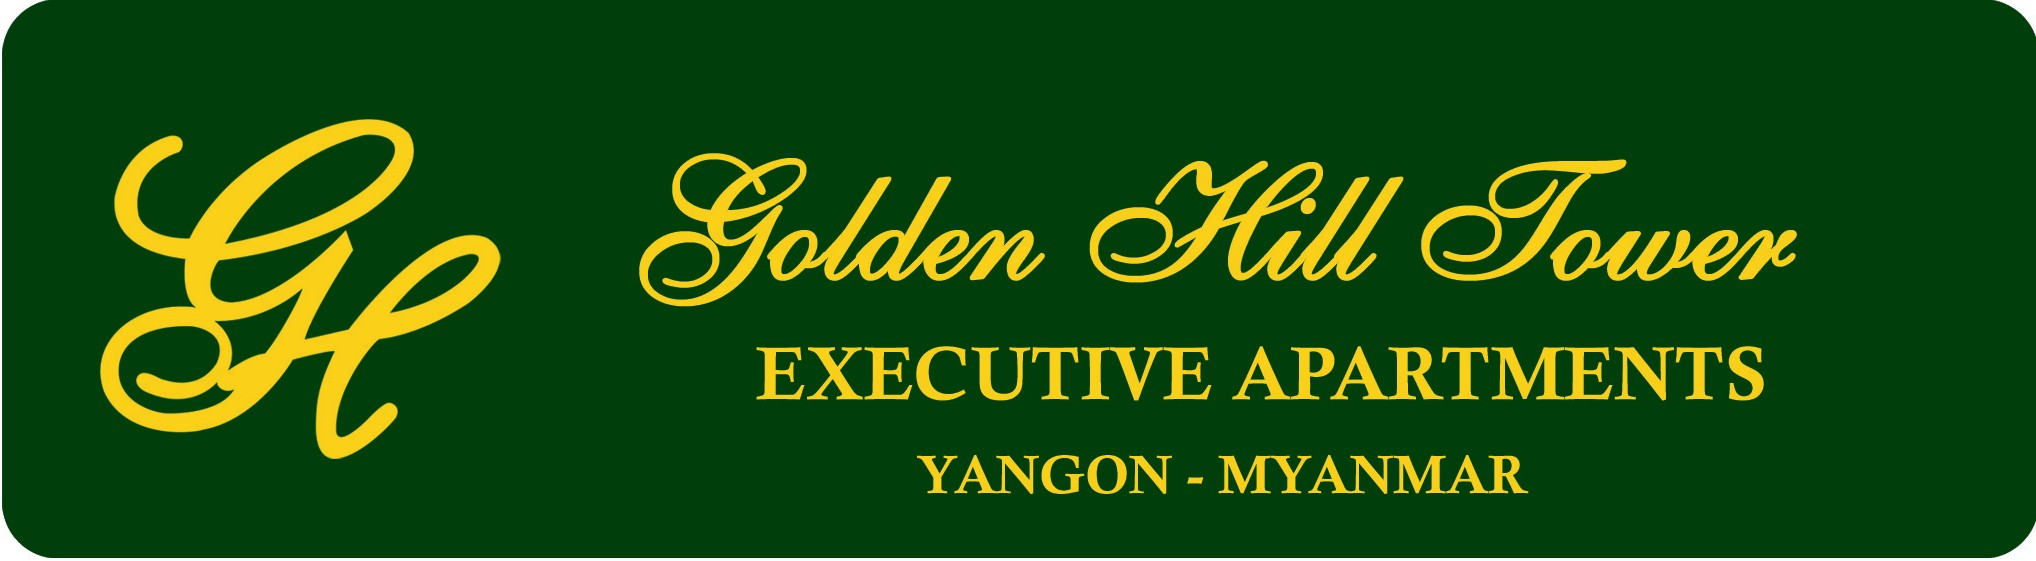 GH
Golden Hill Tower
EXECUTIVE APARTMENTS
YANGON - MYANMAR